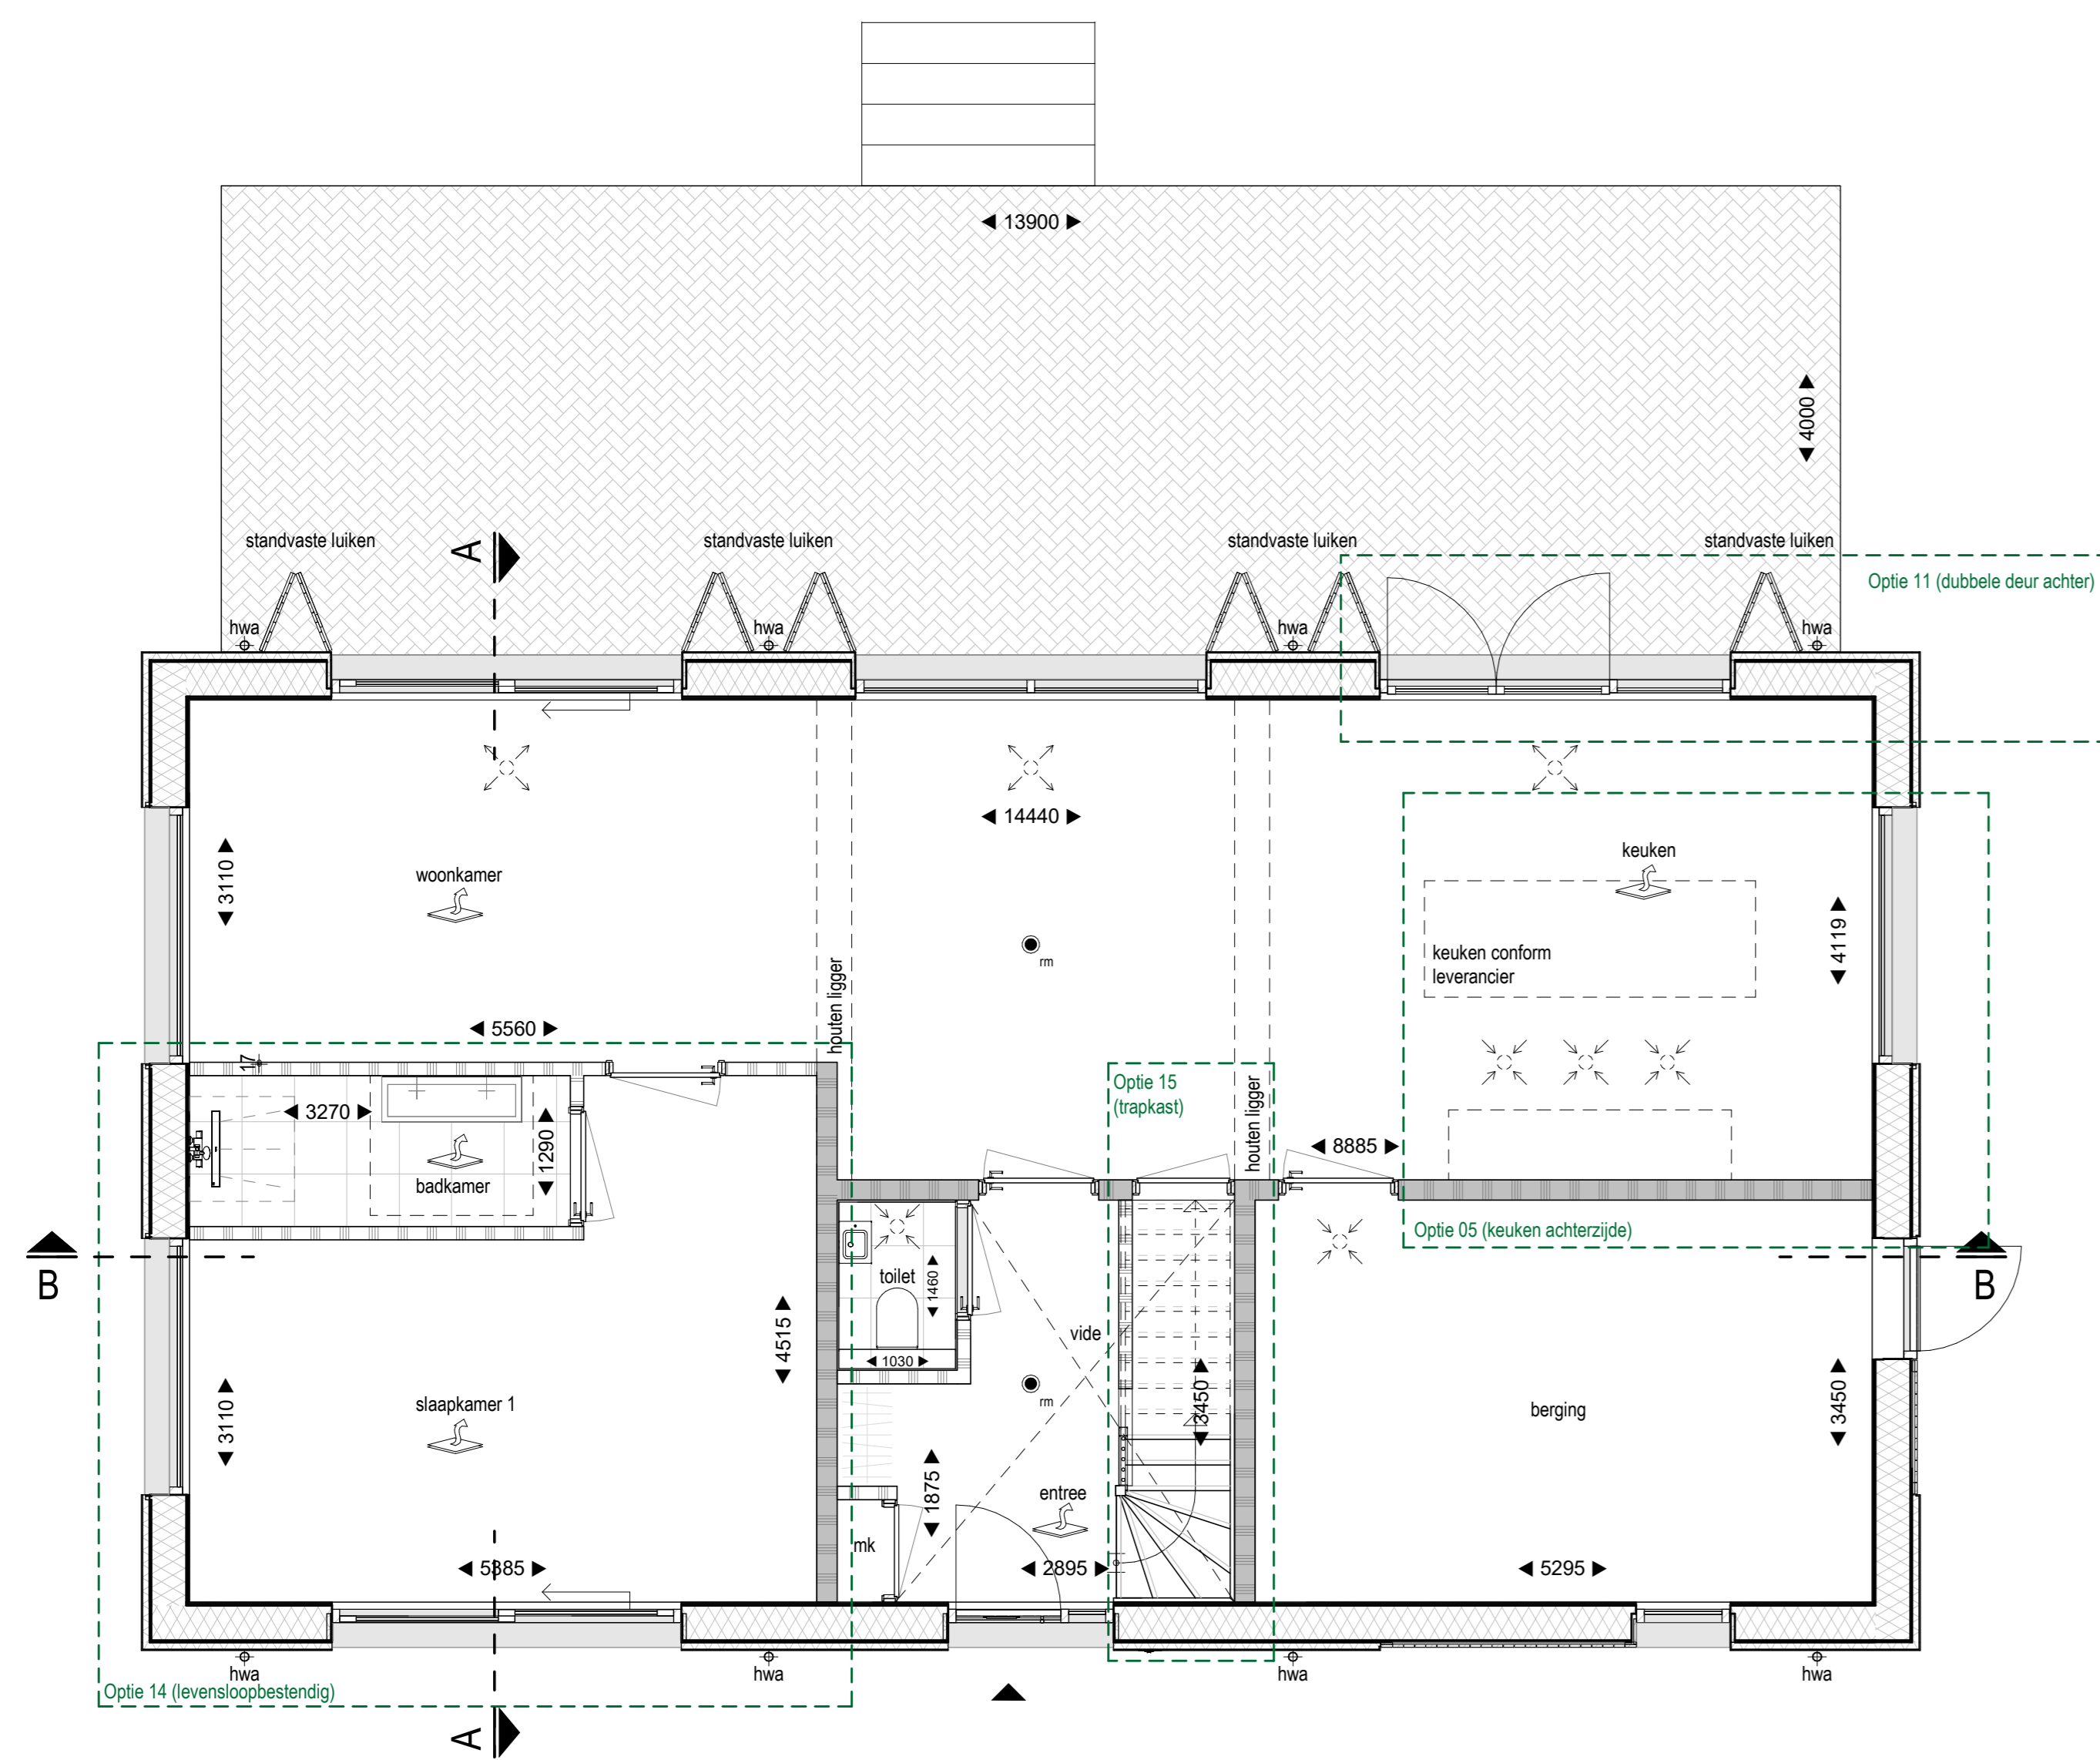 13900
4000
standvaste luiken
A
standvaste luiken
standvaste luiken
standvaste luiken
Optie 11 (dubbele deur achter)
hwa
hwa
hwa
hwa
14440
3110
woonkamer
keuken
4119
keuken conform
leverancier
rm
houten ligger
5560
17
Optie 15
(trapkast)
houten ligger
3270
1290
8885
badkamer
Optie 05 (keuken achterzijde)
B
B
toilet
1460
4515
vide
1030
3110
slaapkamer 1
rm
3450
berging
3450
1875
entree
mk
5385
2895
5295
hwa
hwa
hwa
hwa
Optie 14 (levensloopbestendig)
A